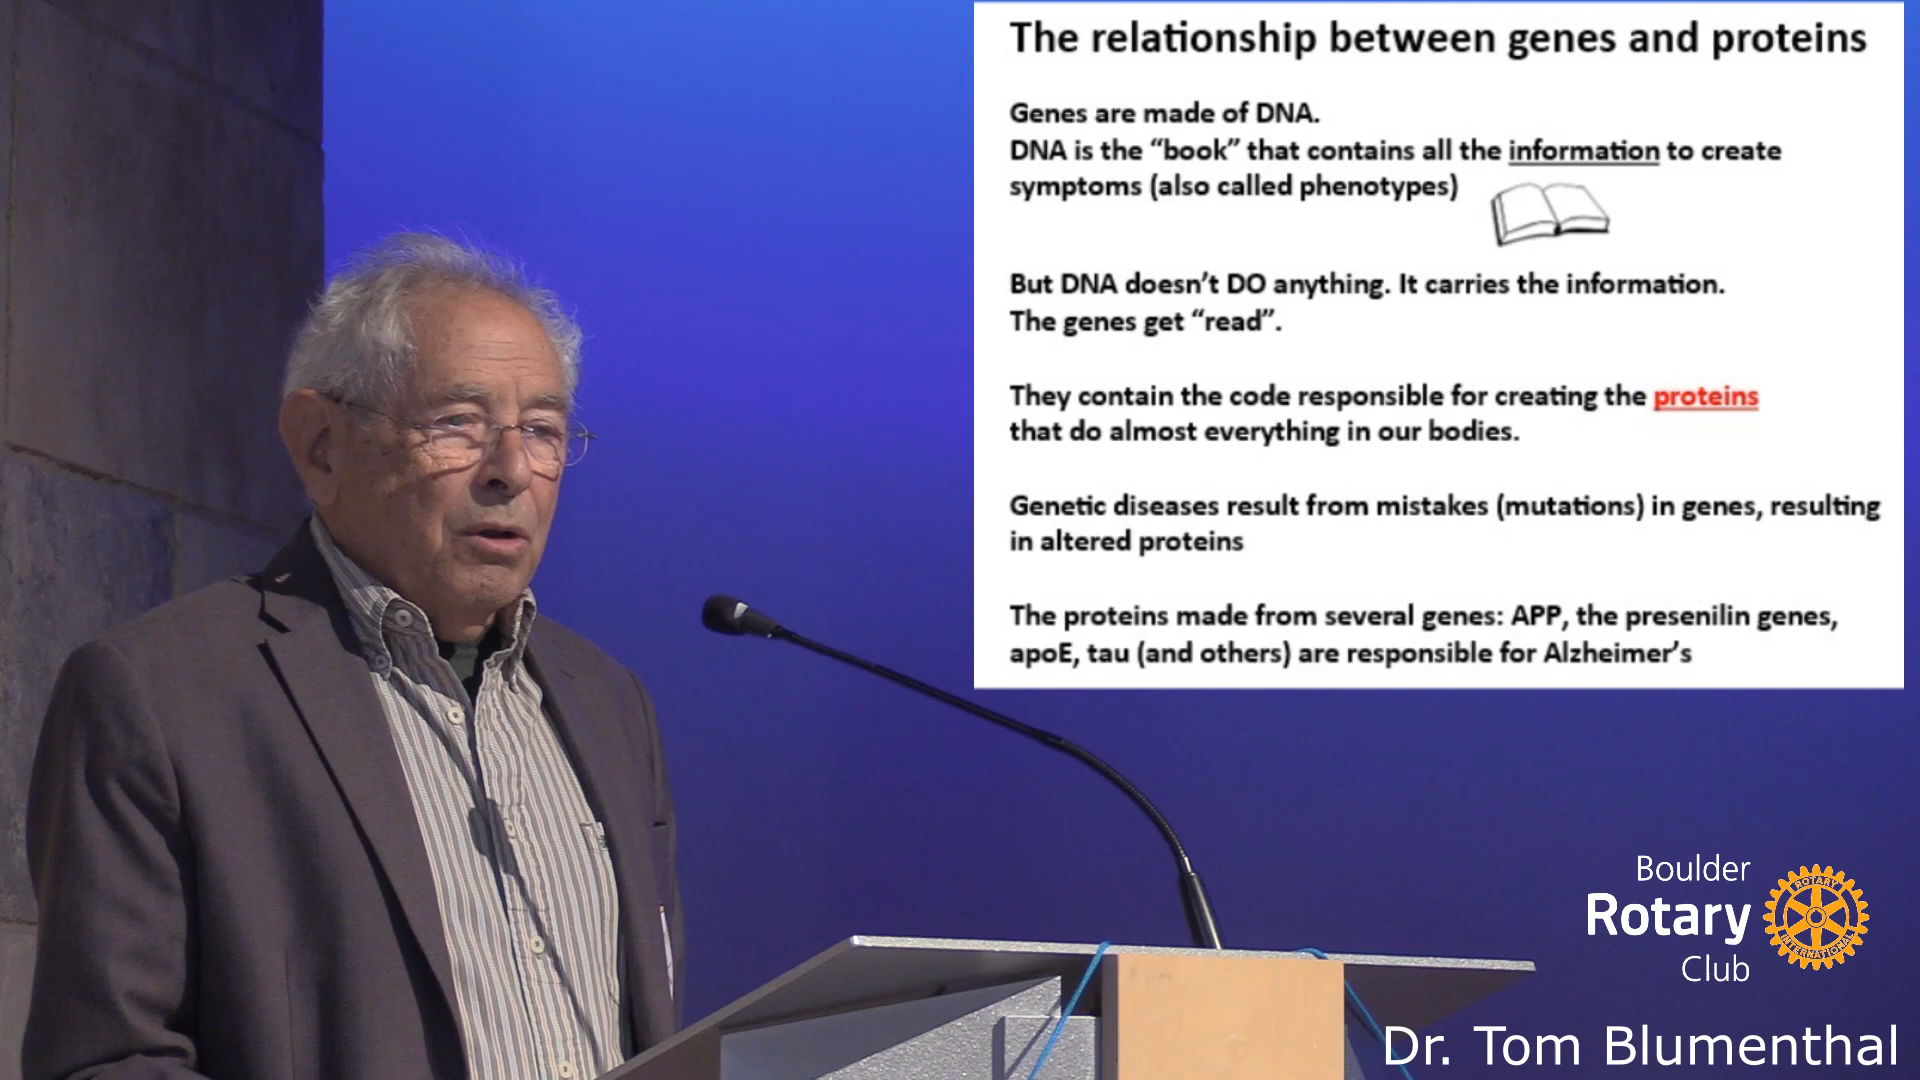 The relationship between genes and proteins
Genes are made of DNA.
DNA is the “book” that contains all the information to create
symptoms (also called phenotypes)
But DNA doesn’t DO anything. It carries the information.
The genes get “read”.
They contain the code responsible for creating the proteins
that do almost everything in our bodies.
Genetic diseases result from mistakes (mutations) in genes, resulting
in altered proteins
The proteins made from several genes: APP, the presenilin genes,
apoE, tau (and others) are responsible for Alzheimer’s
Boulder
Rotary
Club
ROTARY
INTERNATIONAL
Dr. Tom Blumenthal